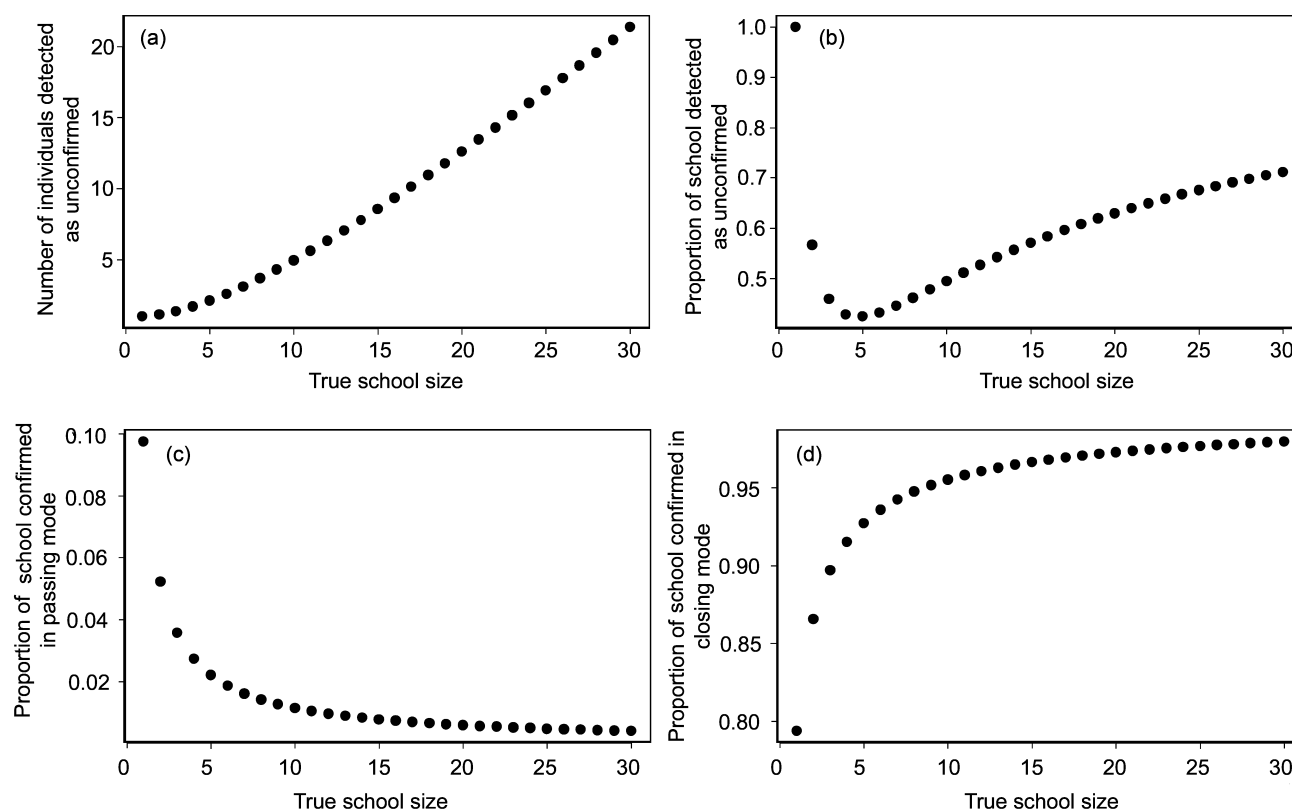 (a)
Number of individuals detected
as unconfirmed
20
15
10
5
0 5 10 15 20 25 30
True school size
(b)
Proportion of school detected
as unconfirmed
1.0
0.9
0.8
0.7
0.6
0.5
0 5 10 15 20 25 30
True school size
(c)
Proportion of school confirmed
in passing mode
0.10
0.08
0.06
0.04
0.02
0 5 10 15 20 25 30
True school size
(d)
Proportion of school confirmed in
closing mode
0.95
0.90
0.85
0.80
0 5 10 15 20 25 30
True school size